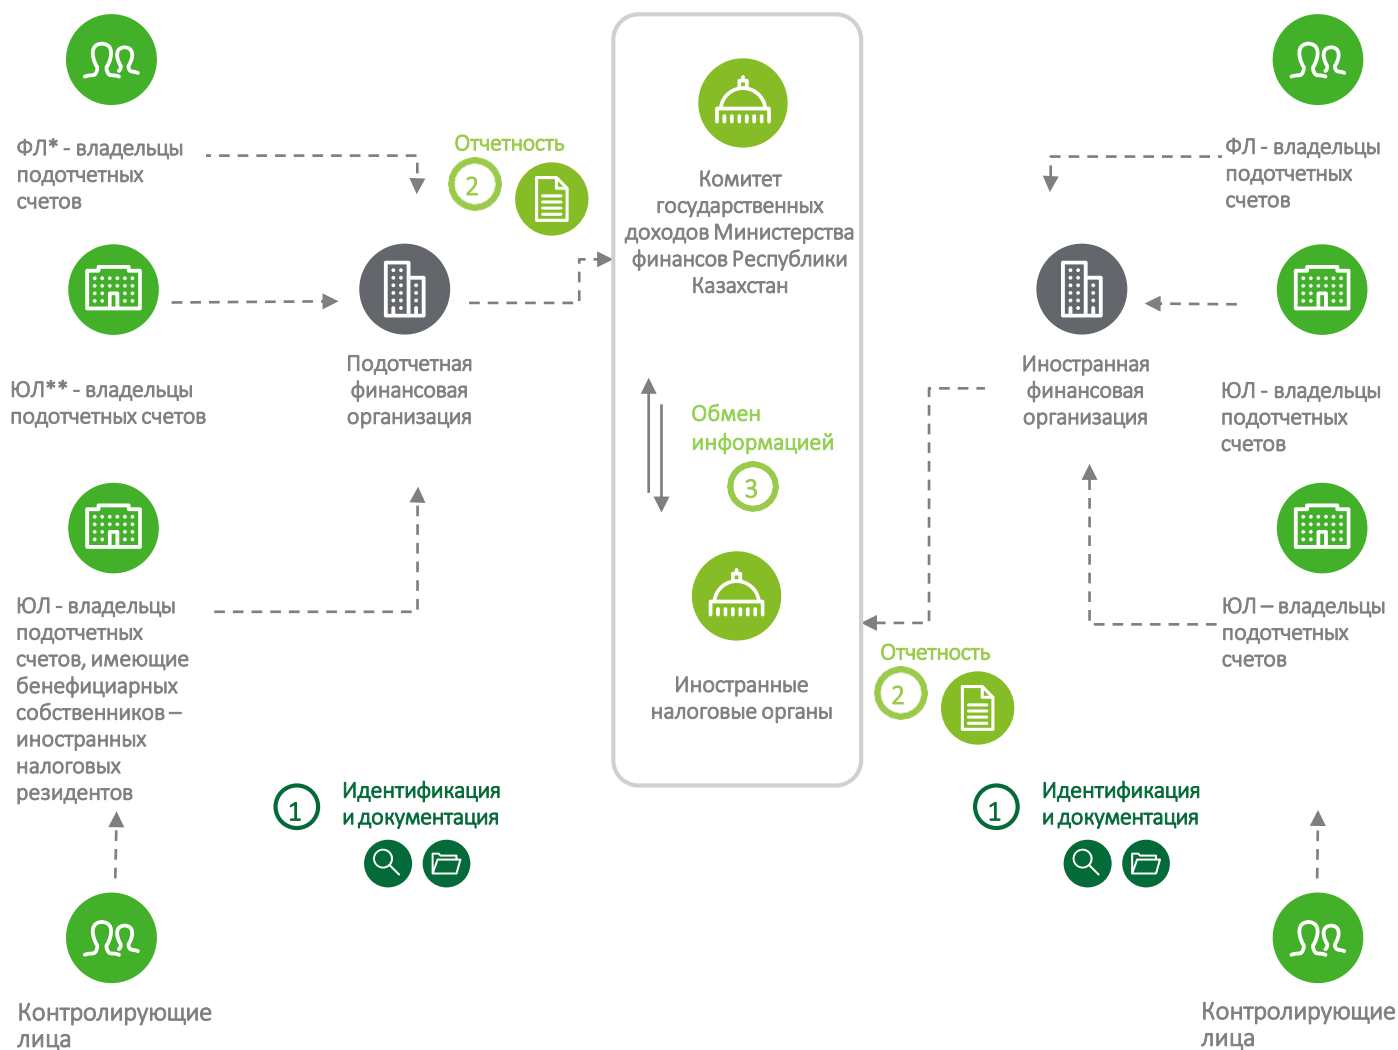 ФЛ* - владельцы
подотчетных
счетов
ЮЛ** - владельцы
подотчетных счетов
ЮЛ - владельцы
подотчетных
счетов, имеющие
бенефициарных
собственников –
иностранных
налоговых
резидентов
Контролирующие
лица
Отчетность
2
Подотчетная
финансовая
организация
1
Идентификация
и документация
Комитет
государственных
доходов Министерства
финансов Республики
Казахстан
Обмен
информацией
3
Иностранные
налоговые органы
Иностранная
финансовая
организация
Отчетность
2
1
Идентификация
и документация
ФЛ - владельцы
подотчетных
счетов
ЮЛ - владельцы
подотчетных
счетов
ЮЛ – владельцы
подотчетных
счетов
Контролирующие
лица